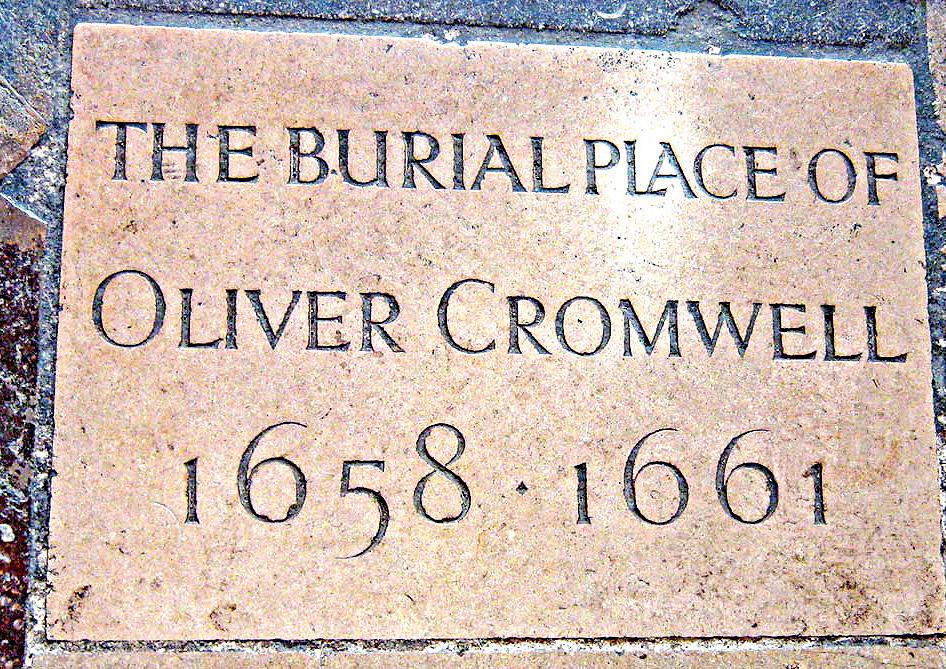 THE BURIAL PLACE OF
OLIVER CROMWELL
1658 · 1661